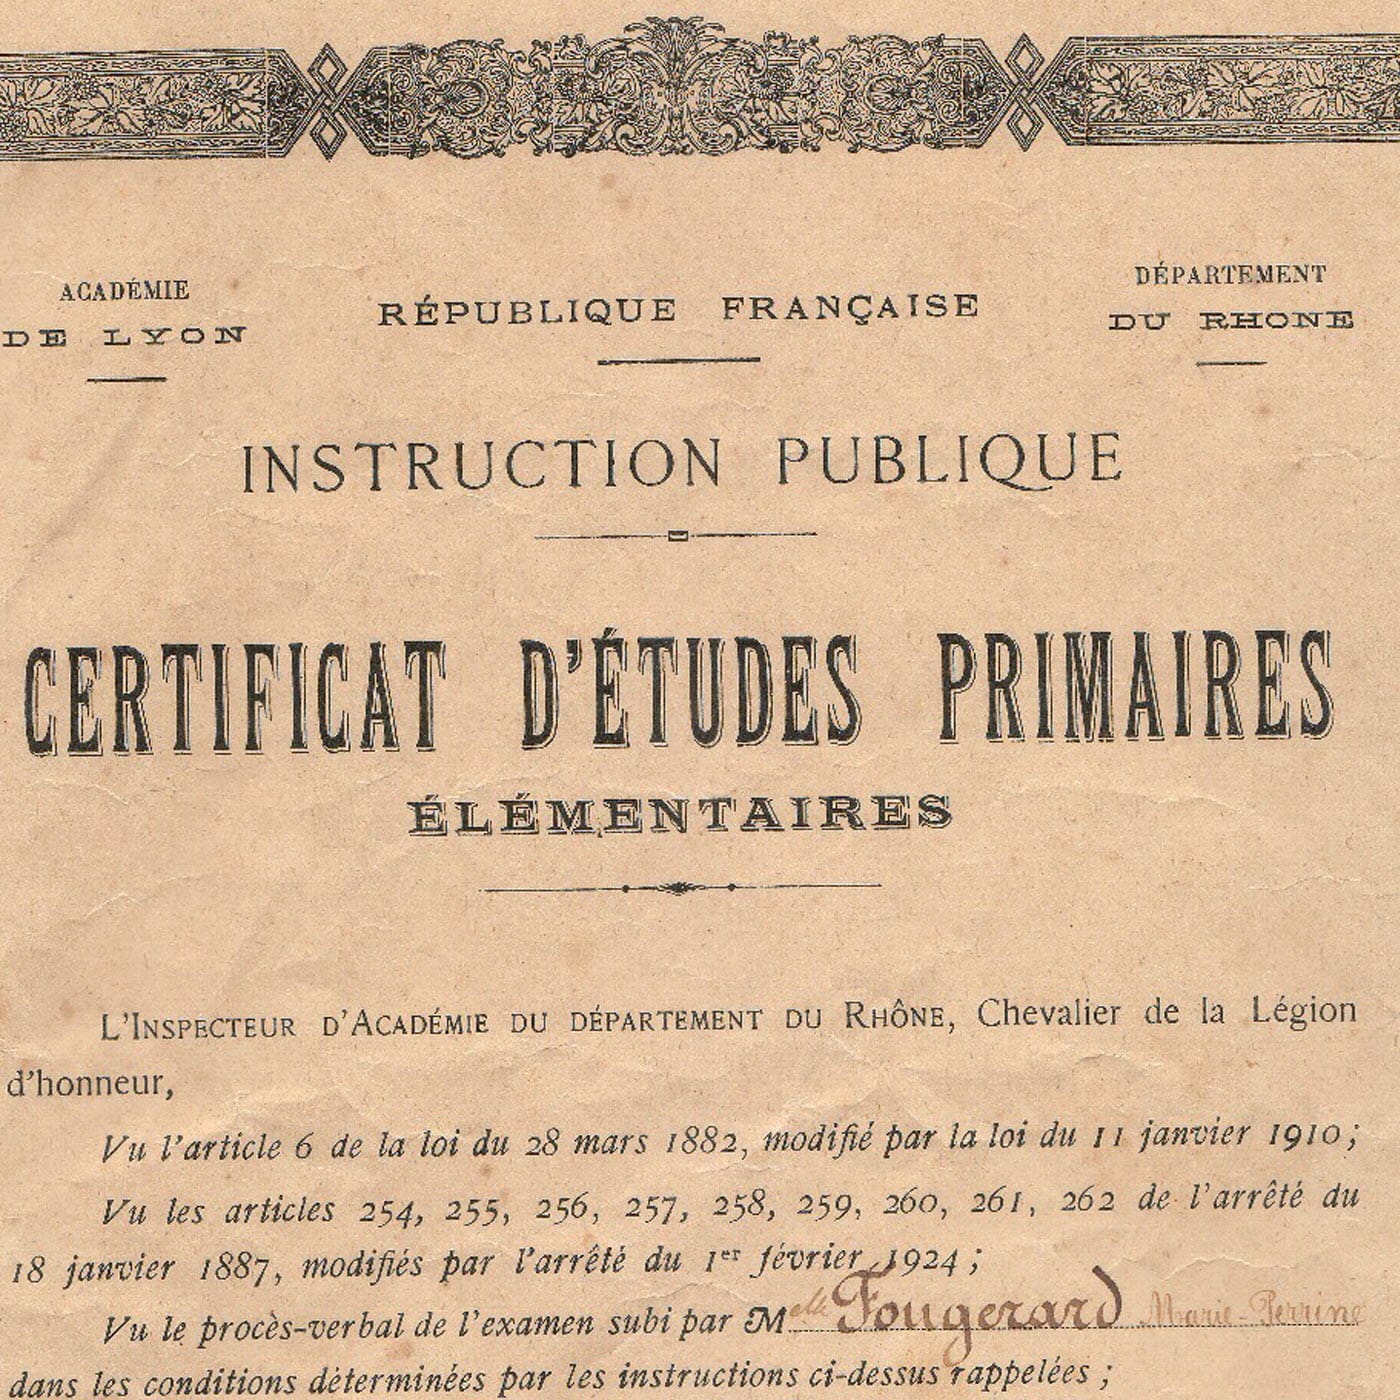 ACADÉMIE
DE LYON
RÉPUBLIQUE FRANÇAISE
DÉPARTEMENT
DU RHONE
INSTRUCTION PUBLIQUE
CERTIFICAT D'ÉTUDES PRIMAIRES
ÉLÉMENTAIRES
L'INSPECTEUR D'ACADÉMIE DU DÉPARTEMENT DU RHÔNE, Chevalier de la Légion
d'honneur,
Vu l'article 6 de la loi du 28 mars 1882, modifié par la loi du 11 janvier 1910;
Vu les articles 254, 255, 256, 257, 258, 259, 260, 261, 262 de l'arrêté du
18 janvier 1887, modifiés par l'arrêté du 1er février 1924;
Vu le procès-verbal de l'examen subi par Melle Fougerard Marie-Perrine
dans les conditions déterminées par les instructions ci-dessus rappelées;